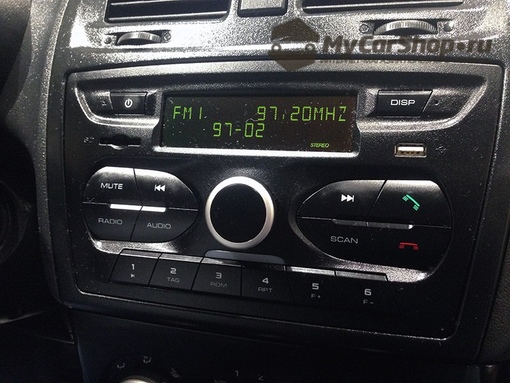 MyCarShop.ru
DISP
FM1 97.20MHZ
97-02
STEREO
MUTE
RADIO
AUDIO
SCAN
1
2
TAG
3
RDM
4
RPT
5
F-
6
F+